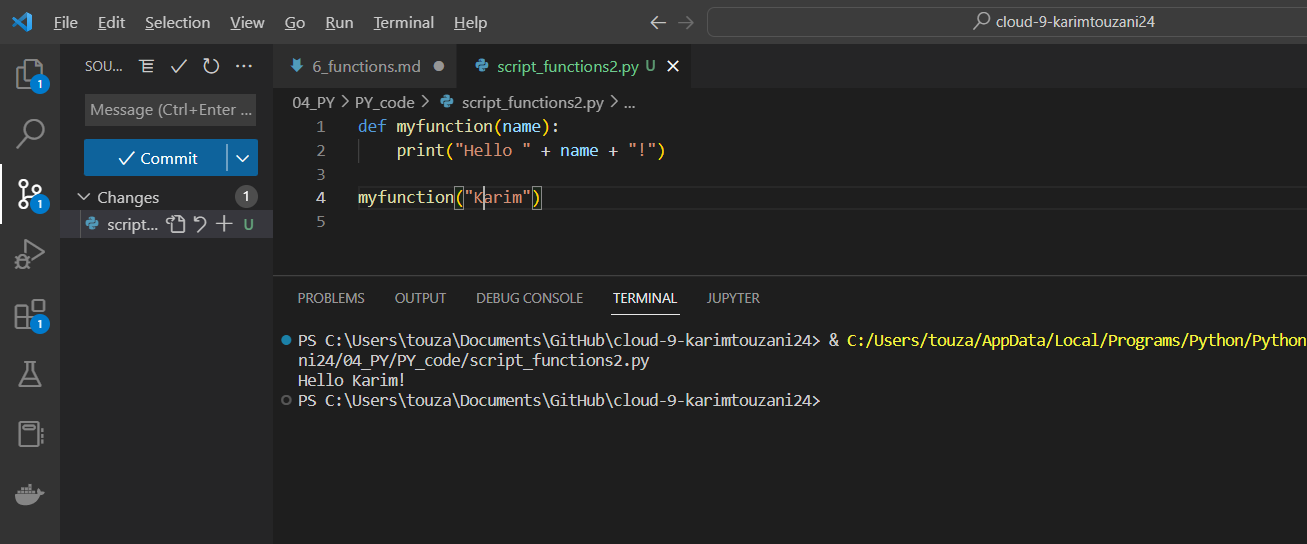 File Edit Selection View Go Run Terminal Help
cloud-9-karimtouzani24
SOU...
6_functions.md
script_functions2.py U
Message (Ctrl+Enter ...
04_PY > PY_code > script_functions2.py > ...
Commit
Changes 1
script... U
1
1
1
1 def myfunction(name):
2 print("Hello " + name + "!")
3
4 myfunction("Karim")
5
PROBLEMS OUTPUT DEBUG CONSOLE TERMINAL JUPYTER
PS C:\Users\touza\Documents\GitHub\cloud-9-karimtouzani24> & C:/Users/touza/AppData/Local/Programs/Python/Python
ni24/04_PY/PY_code/script_functions2.py
Hello Karim!
PS C:\Users\touza\Documents\GitHub\cloud-9-karimtouzani24>